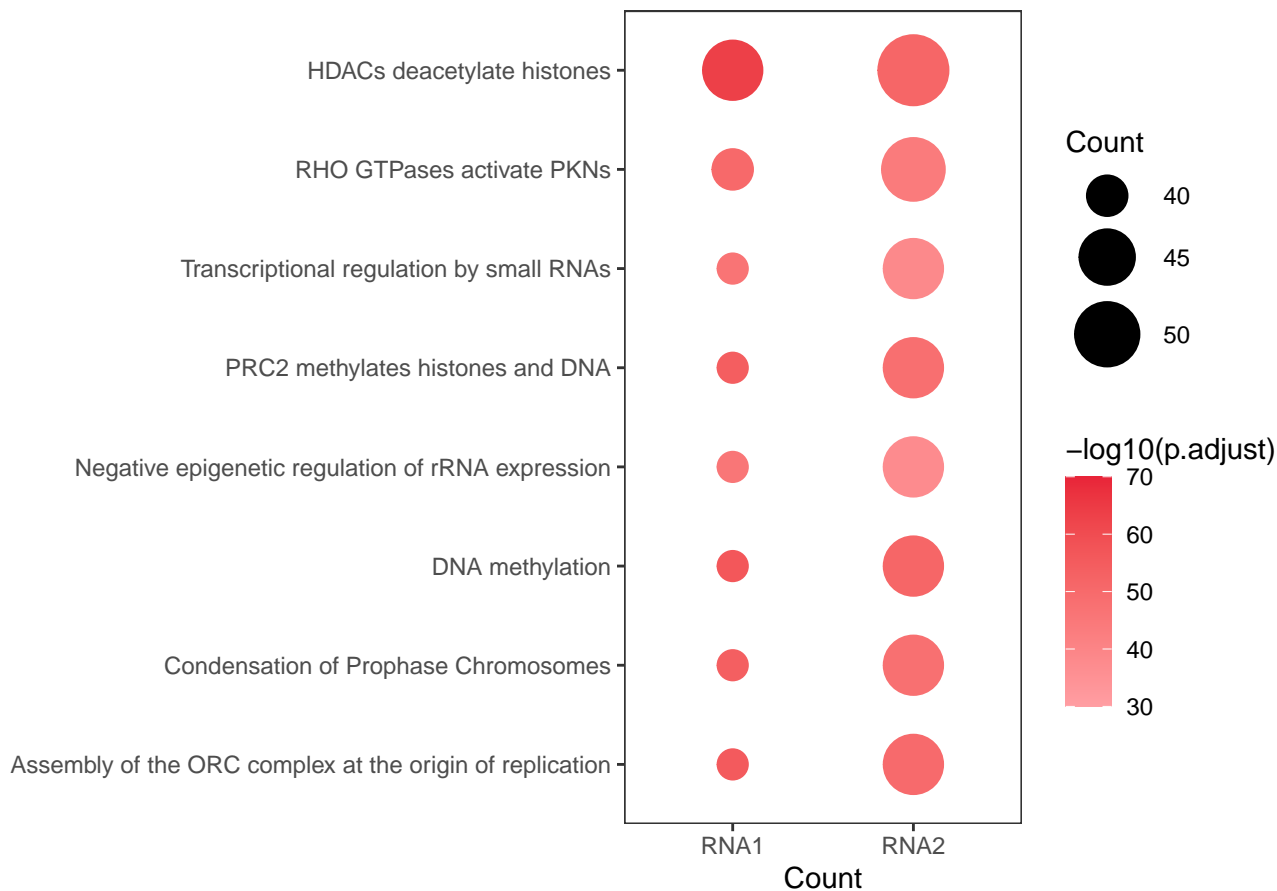 HDACs deacetylate histones
RHO GTPases activate PKNs
Transcriptional regulation by small RNAs
PRC2 methylates histones and DNA
Negative epigenetic regulation of rRNA expression
DNA methylation
Condensation of Prophase Chromosomes
Assembly of the ORC complex at the origin of replication
RNA1 RNA2
Count
Count
40
45
50
−log10(p.adjust)
70
60
50
40
30